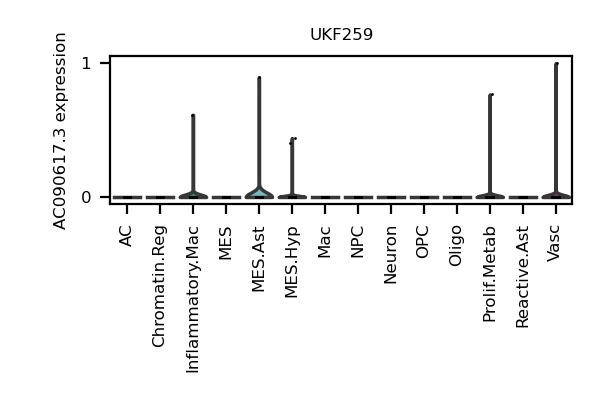 UKF259
AC090617.3 expression
1
0
AC
Chromatin.Reg
Inflammatory.Mac
MES
MES.Ast
MES.Hyp
Mac
NPC
Neuron
OPC
Oligo
Prolif.Metab
Reactive.Ast
Vasc